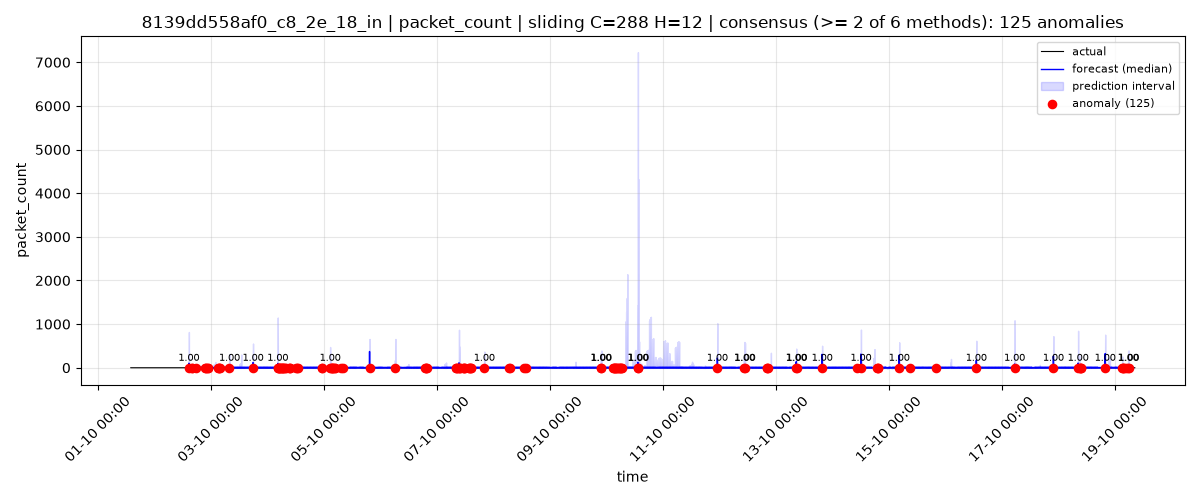 8139dd558af0_c8_2e_18_in | packet_count | sliding C=288 H=12 | consensus (>= 2 of 6 methods): 125 anomalies
actual
forecast (median)
prediction interval
anomaly (125)
packet_count
7000
6000
5000
4000
3000
2000
1000
0
1.00 1.00 1.00 1.00 1.00 1.00 1.00 1.00 1.00 1.00 1.00 1.00 1.00 1.00 1.00 1.00 1.00 1.00 1.00 1.00 1.00
01-10 00:00
03-10 00:00
05-10 00:00
07-10 00:00
09-10 00:00
11-10 00:00
13-10 00:00
15-10 00:00
17-10 00:00
19-10 00:00
time